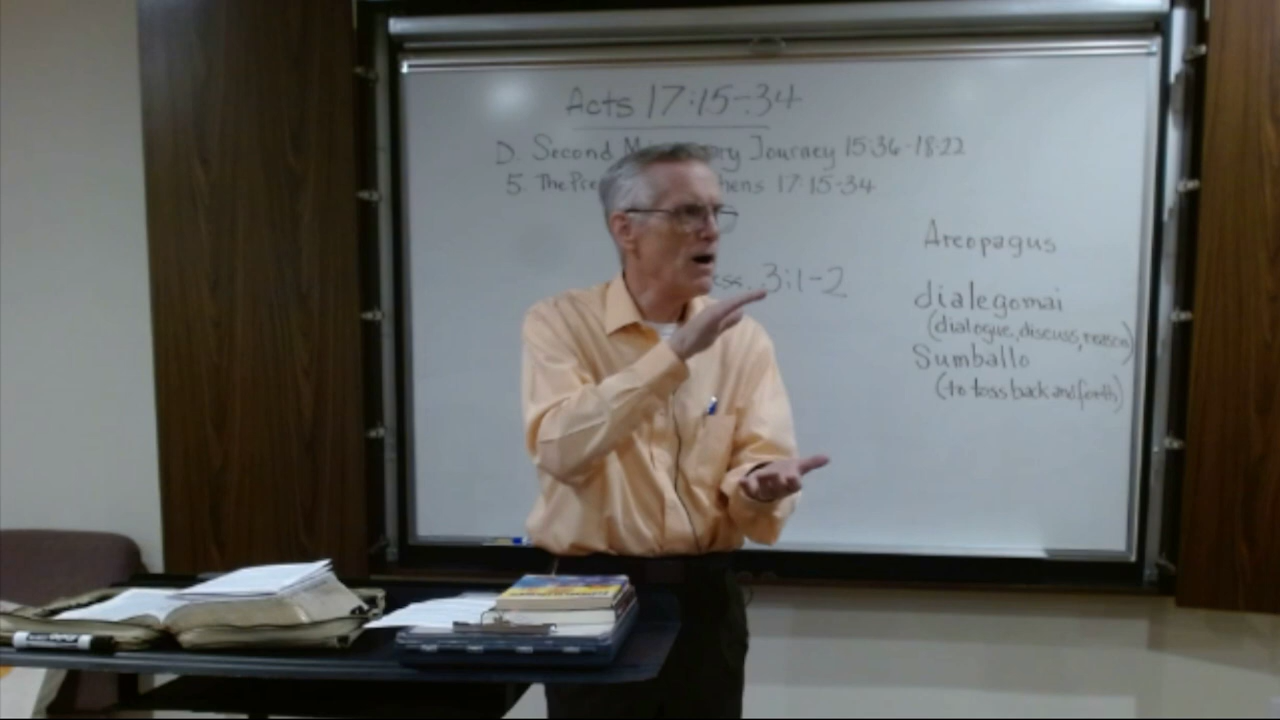 Acts 17:15-34
D. Second M ry Journey 15:36-18:22
5. The Pre hens 17:15-34
ss. 3:1-2
Areopagus
dialegomai
(dialogue, discuss, reason)
Sumballo
(to toss back and forth)